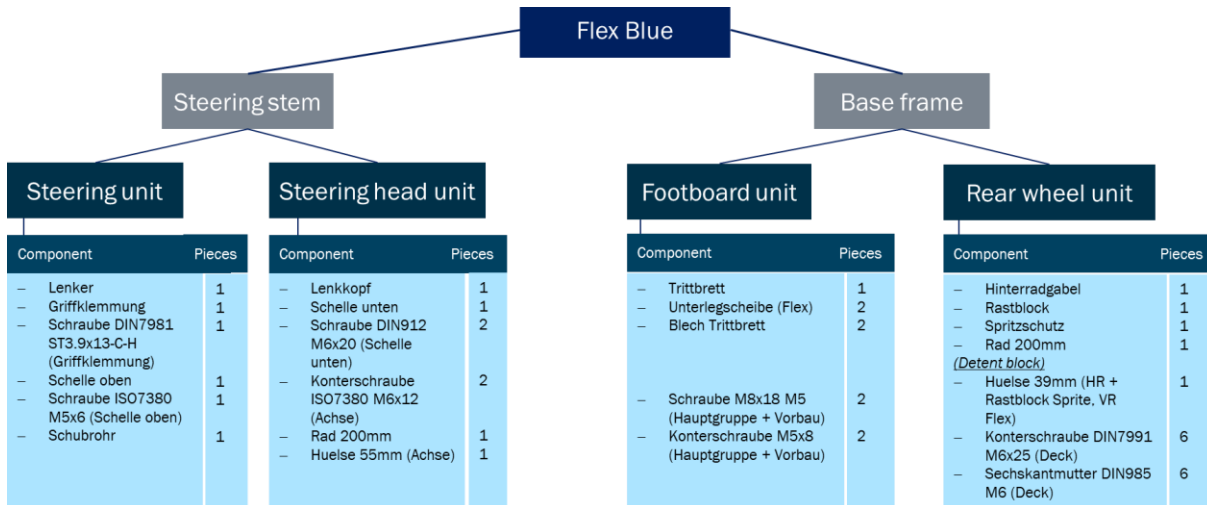 Flex Blue
Steering stem
Base frame
Steering unit
Steering head unit
Footboard unit
Rear wheel unit
Component Pieces
– Lenker 1
– Griffklemmung 1
– Schraube DIN7981 1
ST3.9x13-C-H
(Griffklemmung)
– Schelle oben 1
– Schraube ISO7380 1
M5x6 (Schelle oben)
– Schubrohr 1
Component Pieces
– Lenkkopf 1
– Schelle unten 1
– Schraube DIN912 2
M6x20 (Schelle
unten)
– Konterschraube 2
ISO7380 M6x12
(Achse)
– Rad 200mm 1
– Huelse 55mm (Achse) 1
Component Pieces
– Trittbrett 1
– Unterlegscheibe (Flex) 2
– Blech Trittbrett 2
– Schraube M8x18 M5 2
(Hauptgruppe + Vorbau)
– Konterschraube M5x8 2
(Hauptgruppe + Vorbau)
Component Pieces
– Hinterradgabel 1
– Rastblock 1
– Spritzschutz 1
– Rad 200mm 1
(Detent block)
– Huelse 39mm (HR + 1
Rastblock Sprite, VR
Flex)
– Konterschraube DIN7991 6
M6x25 (Deck)
– Sechskantmutter DIN985 6
M6 (Deck)